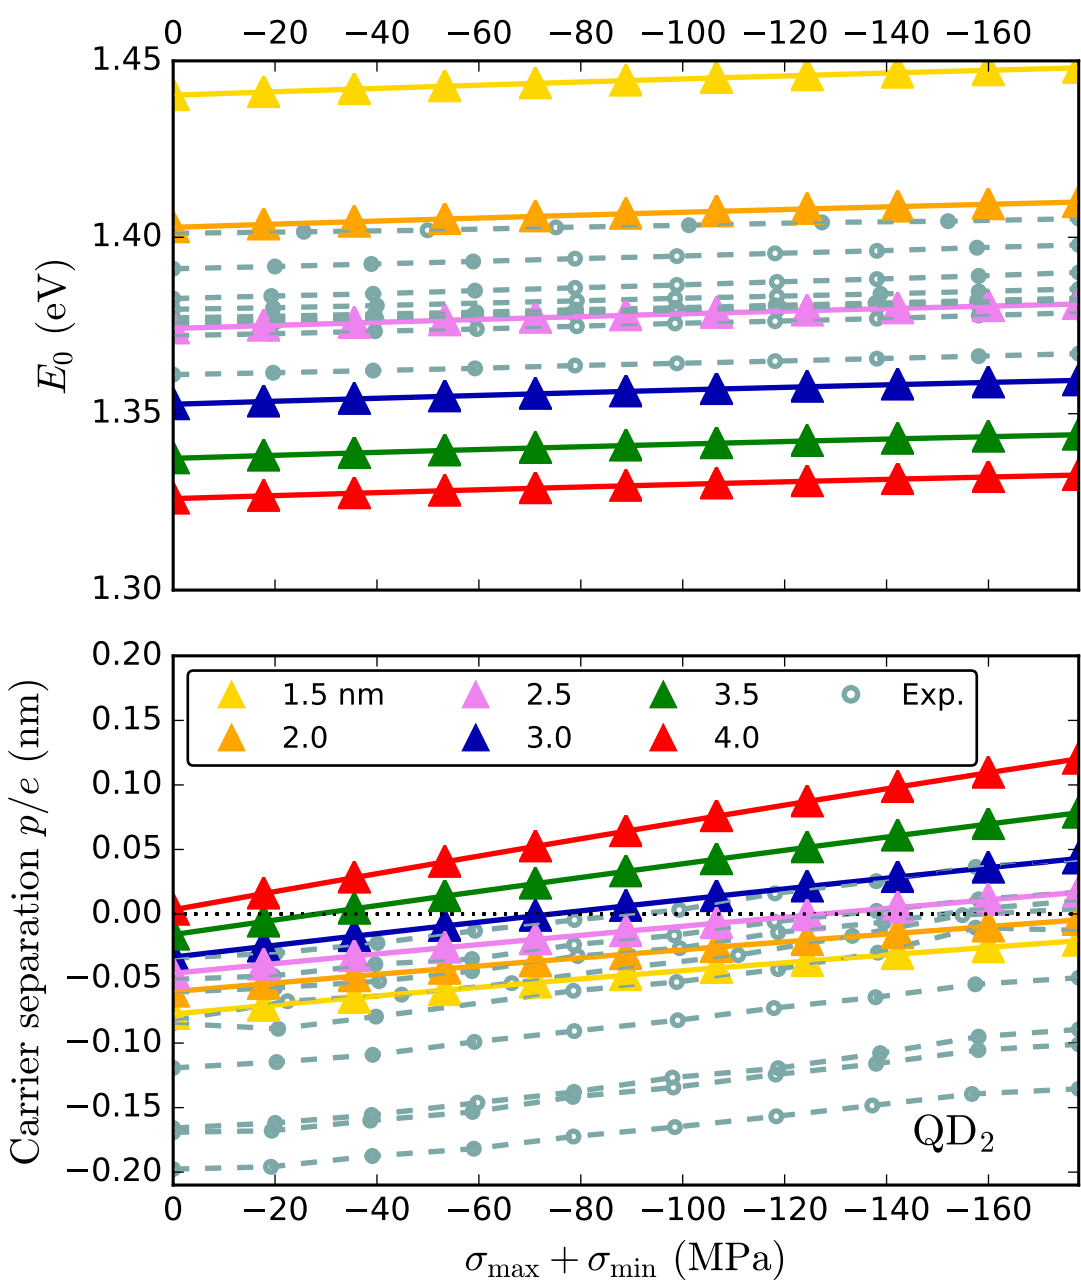 0 −20 −40 −60 −80 −100 −120 −140 −160
1.45
1.40
1.35
1.30
E0 (eV)
0.20
0.15
0.10
0.05
0.00
−0.05
−0.10
−0.15
−0.20
Carrier separation p/e (nm)
1.5 nm 2.5 3.5 Exp.
2.0 3.0 4.0
QD2
0 −20 −40 −60 −80 −100 −120 −140 −160
σmax + σmin (MPa)